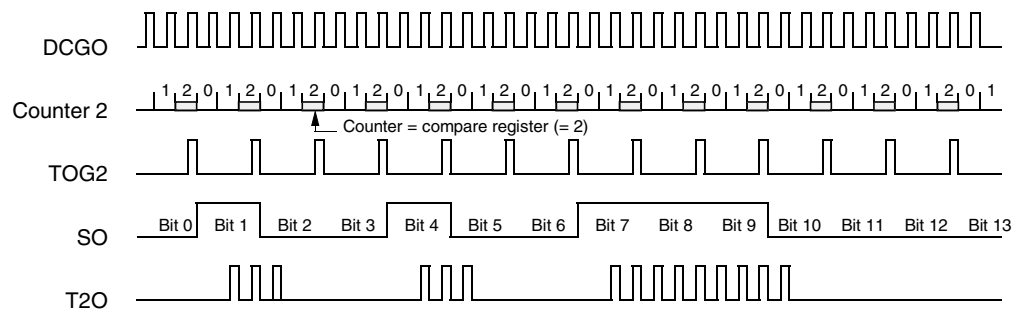 DCGO
Counter 2 1 2 0 1 2 0 1 2 0 1 2 0 1 2 0 1 2 0 1 2 0 1 2 0 1 2 0 1 2 0 1 2 0 1 2 0 1 2 0 1
Counter = compare register (= 2)
TOG2
SO Bit 0 Bit 1 Bit 2 Bit 3 Bit 4 Bit 5 Bit 6 Bit 7 Bit 8 Bit 9 Bit 10 Bit 11 Bit 12 Bit 13
T2O